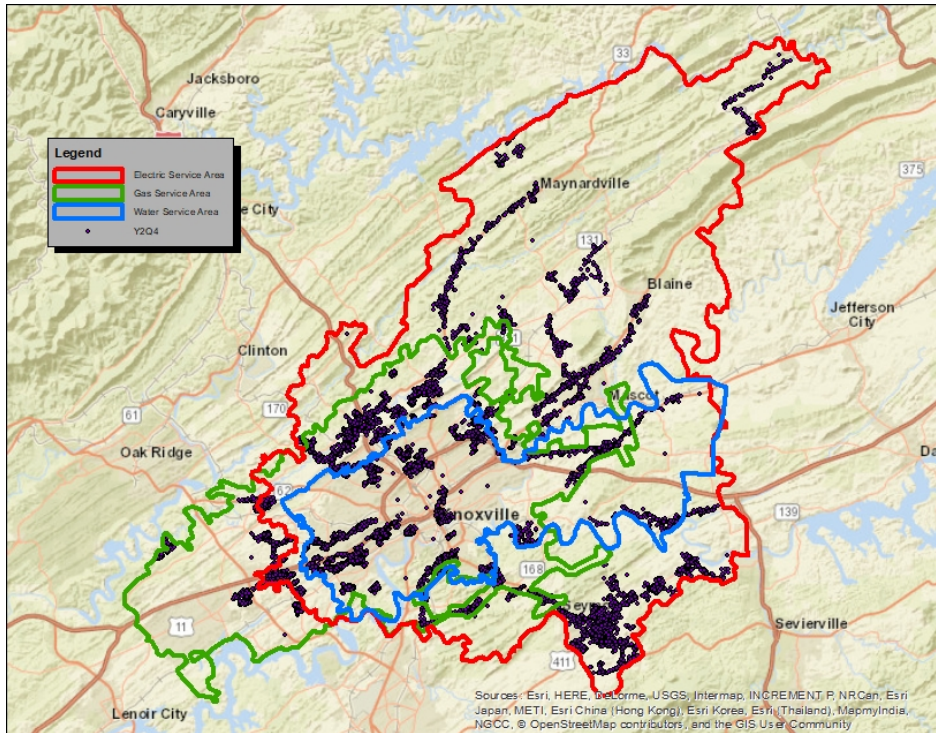 33
Jacksboro
Caryville
375
Legend
Electric Service Area
Gas Service Area
Water Service Area
Y2Q4
Maynardville
e City
131
Blaine
Jefferson
City
Clinton
170
61
Oak Ridge
62
noxville
139
168
11
Sevierville
411
Lenoir City
Sources: Esri, HERE, DeLorme, USGS, Intermap, INCREMENT P, NRCan, Esri
Japan, METI, Esri China (Hong Kong), Esri Korea, Esri (Thailand), MapmyIndia,
NGCC, © OpenStreetMap contributors, and the GIS User Community